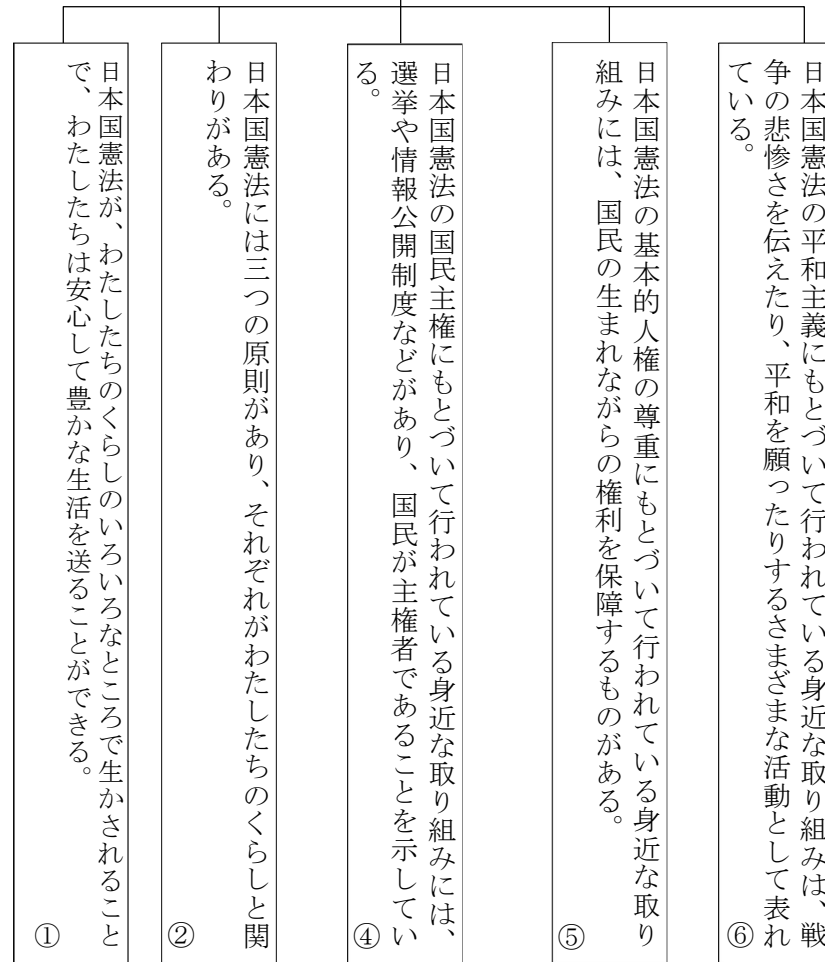 日本国憲法の平和主義にもとづいて行われている身近な取り組みは、戦
争の悲惨さを伝えたり、平和を願ったりするさまざまな活動として表れ
ている。
⑥
日本国憲法の基本的人権の尊重にもとづいて行われている身近な取り
組みには、国民の生まれながらの権利を保障するものがある。
⑤
日本国憲法の国民主権にもとづいて行われている身近な取り組みには、
選挙や情報公開制度などがあり、国民が主権者であることを示してい
る。
④
日本国憲法には三つの原則があり、それぞれがわたしたちのくらしと関
わりがある。
②
日本国憲法が、わたしたちのくらしのいろいろなところで生かされること
で、わたしたちは安心して豊かな生活を送ることができる。
①